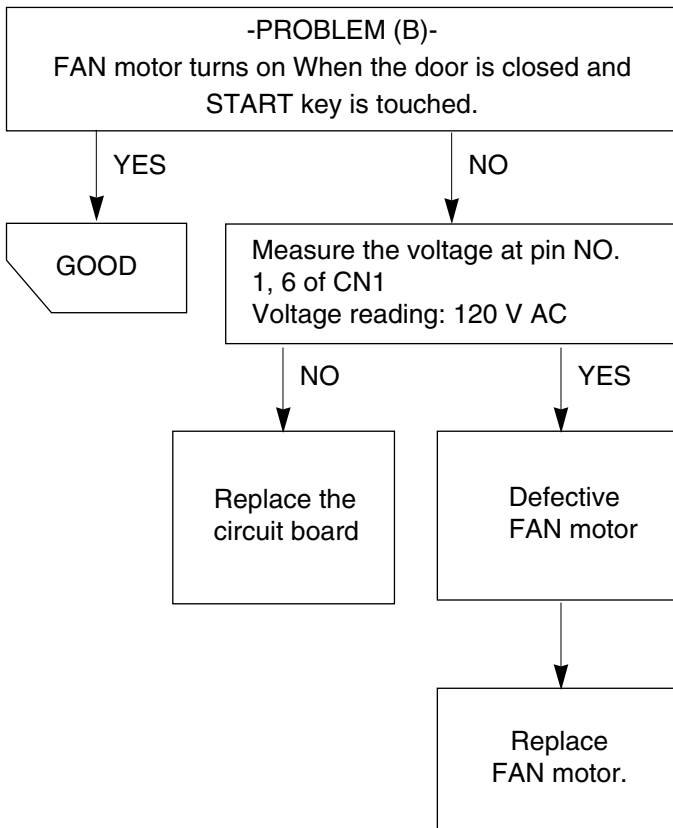 -PROBLEM (B)-
FAN motor turns on When the door is closed and
START key is touched.
YES
NO
GOOD
Measure the voltage at pin NO.
1, 6 of CN1
Voltage reading: 120 V AC
NO
YES
Replace the
circuit board
Defective
FAN motor
Replace
FAN motor.